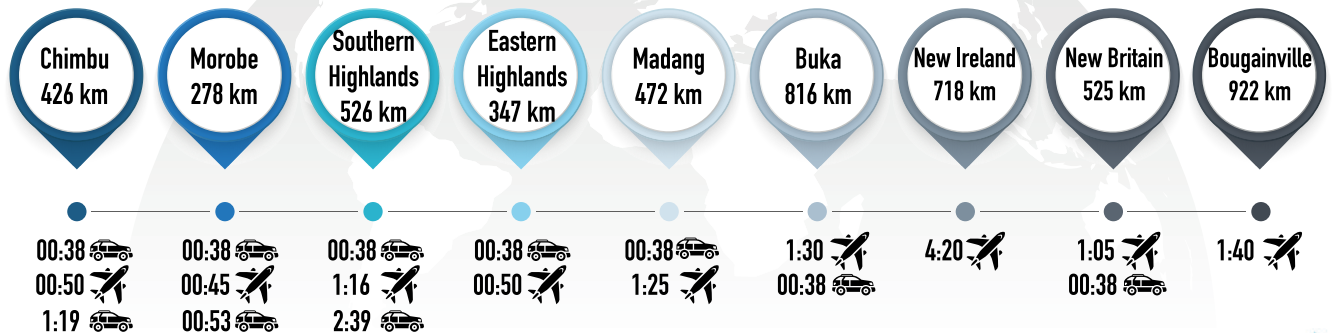 Chimbu
426 km
Morobe
278 km
Southern
Highlands
526 km
Eastern
Highlands
347 km
Madang
472 km
Buka
816 km
New Ireland
718 km
New Britain
525 km
Bougainville
922 km
00:38
00:50
1:19
00:38
00:45
00:53
00:38
1:16
2:39
00:38
00:50
00:38
1:25
1:30
00:38
4:20
1:05
00:38
1:40